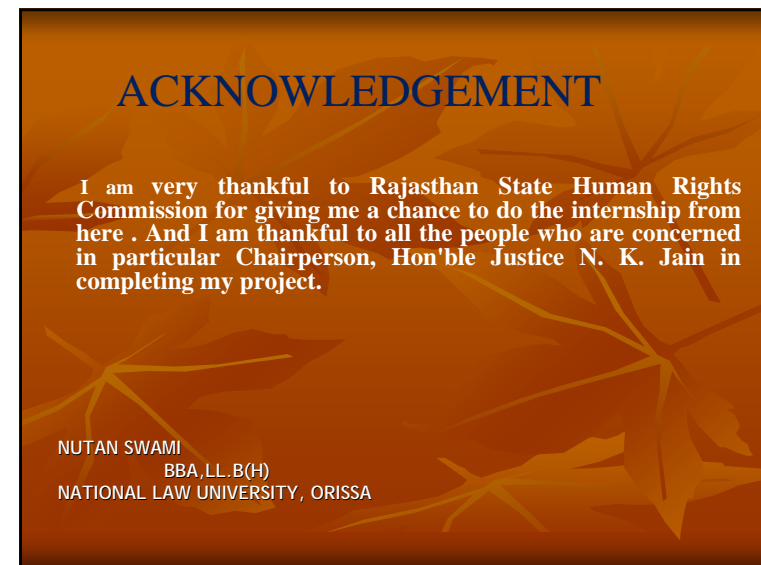 ACKNOWLEDGEMENT
I am very thankful to Rajasthan State Human Rights
Commission for giving me a chance to do the internship from
here . And I am thankful to all the people who are concerned
in particular Chairperson, Hon'ble Justice N. K. Jain in
completing my project.
NUTAN SWAMI
BBA,LL.B(H)
NATIONAL LAW UNIVERSITY, ORISSA